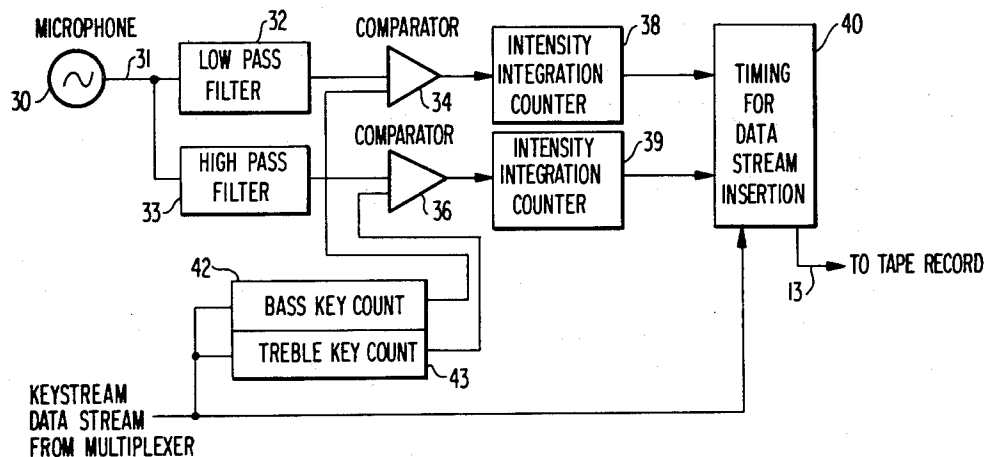 MICROPHONE
30
31
32
LOW PASS
FILTER
33
HIGH PASS
FILTER
COMPARATOR
34
COMPARATOR
36
38
INTENSITY
INTEGRATION
COUNTER
39
INTENSITY
INTEGRATION
COUNTER
40
TIMING
FOR
DATA
STREAM
INSERTION
13
TO TAPE RECORD
42
BASS KEY COUNT
TREBLE KEY COUNT
43
KEYSTREAM
DATA STREAM
FROM MULTIPLEXER